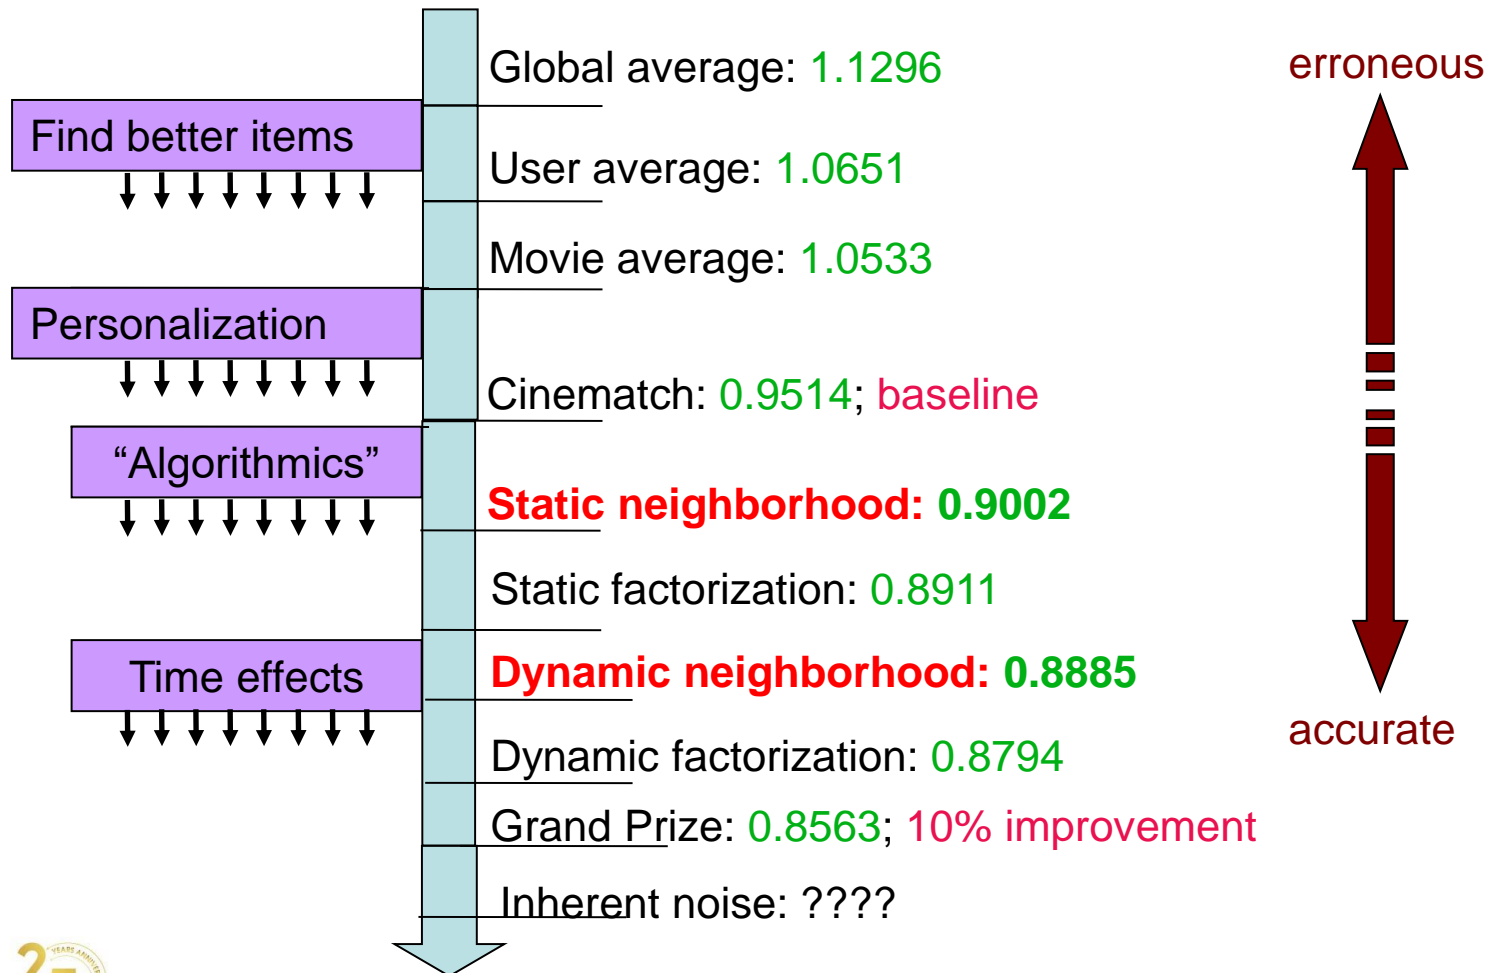 Global average: 1.1296
erroneous
Find better items
User average: 1.0651
Movie average: 1.0533
Personalization
Cinematch: 0.9514; baseline
“Algorithmics”
Static neighborhood: 0.9002
Static factorization: 0.8911
Time effects
Dynamic neighborhood: 0.8885
accurate
Dynamic factorization: 0.8794
Grand Prize: 0.8563; 10% improvement
Inherent noise: ????